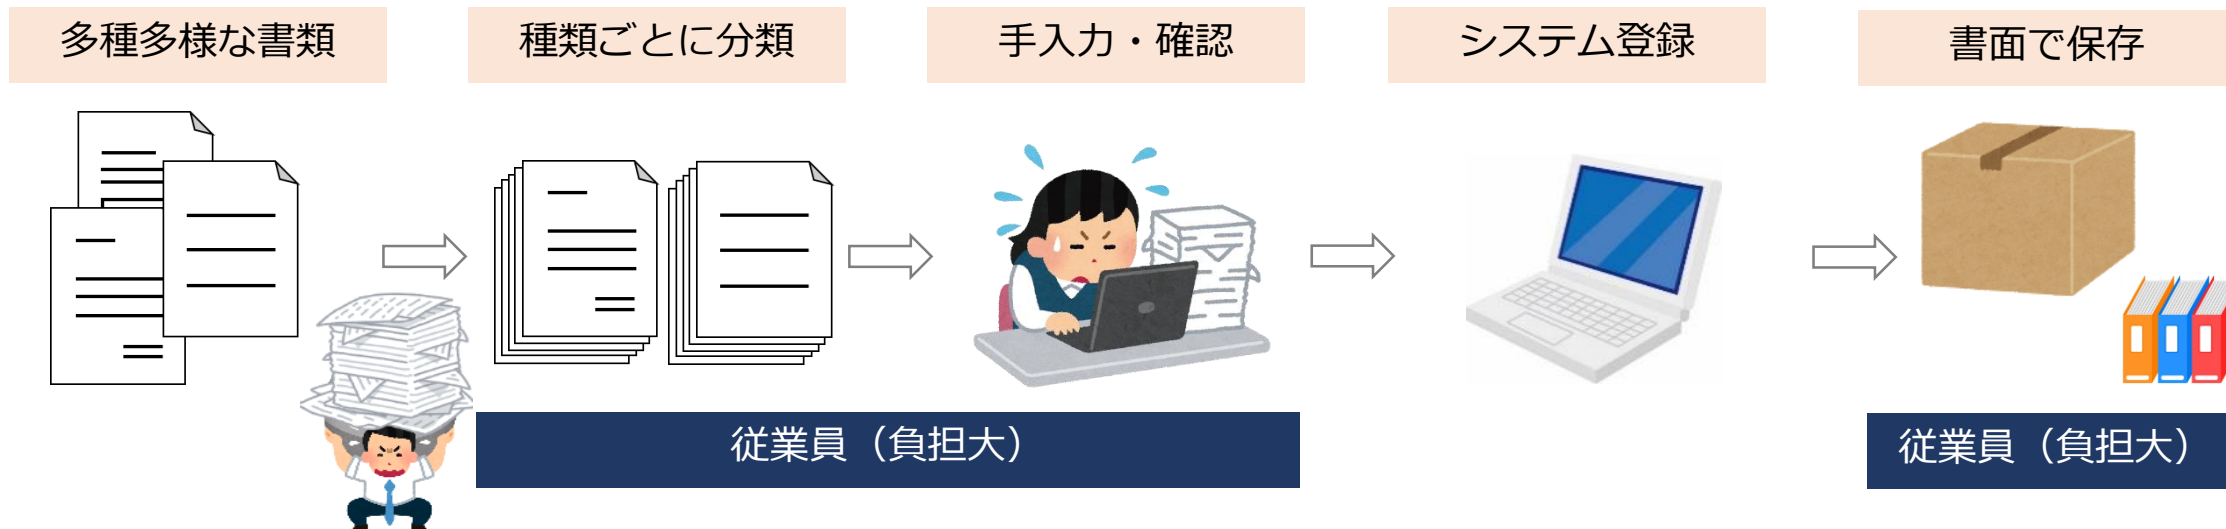 多種多様な書類
種類ごとに分類
手入力・確認
システム登録
書面で保存
従業員（負担大）
従業員（負担大）